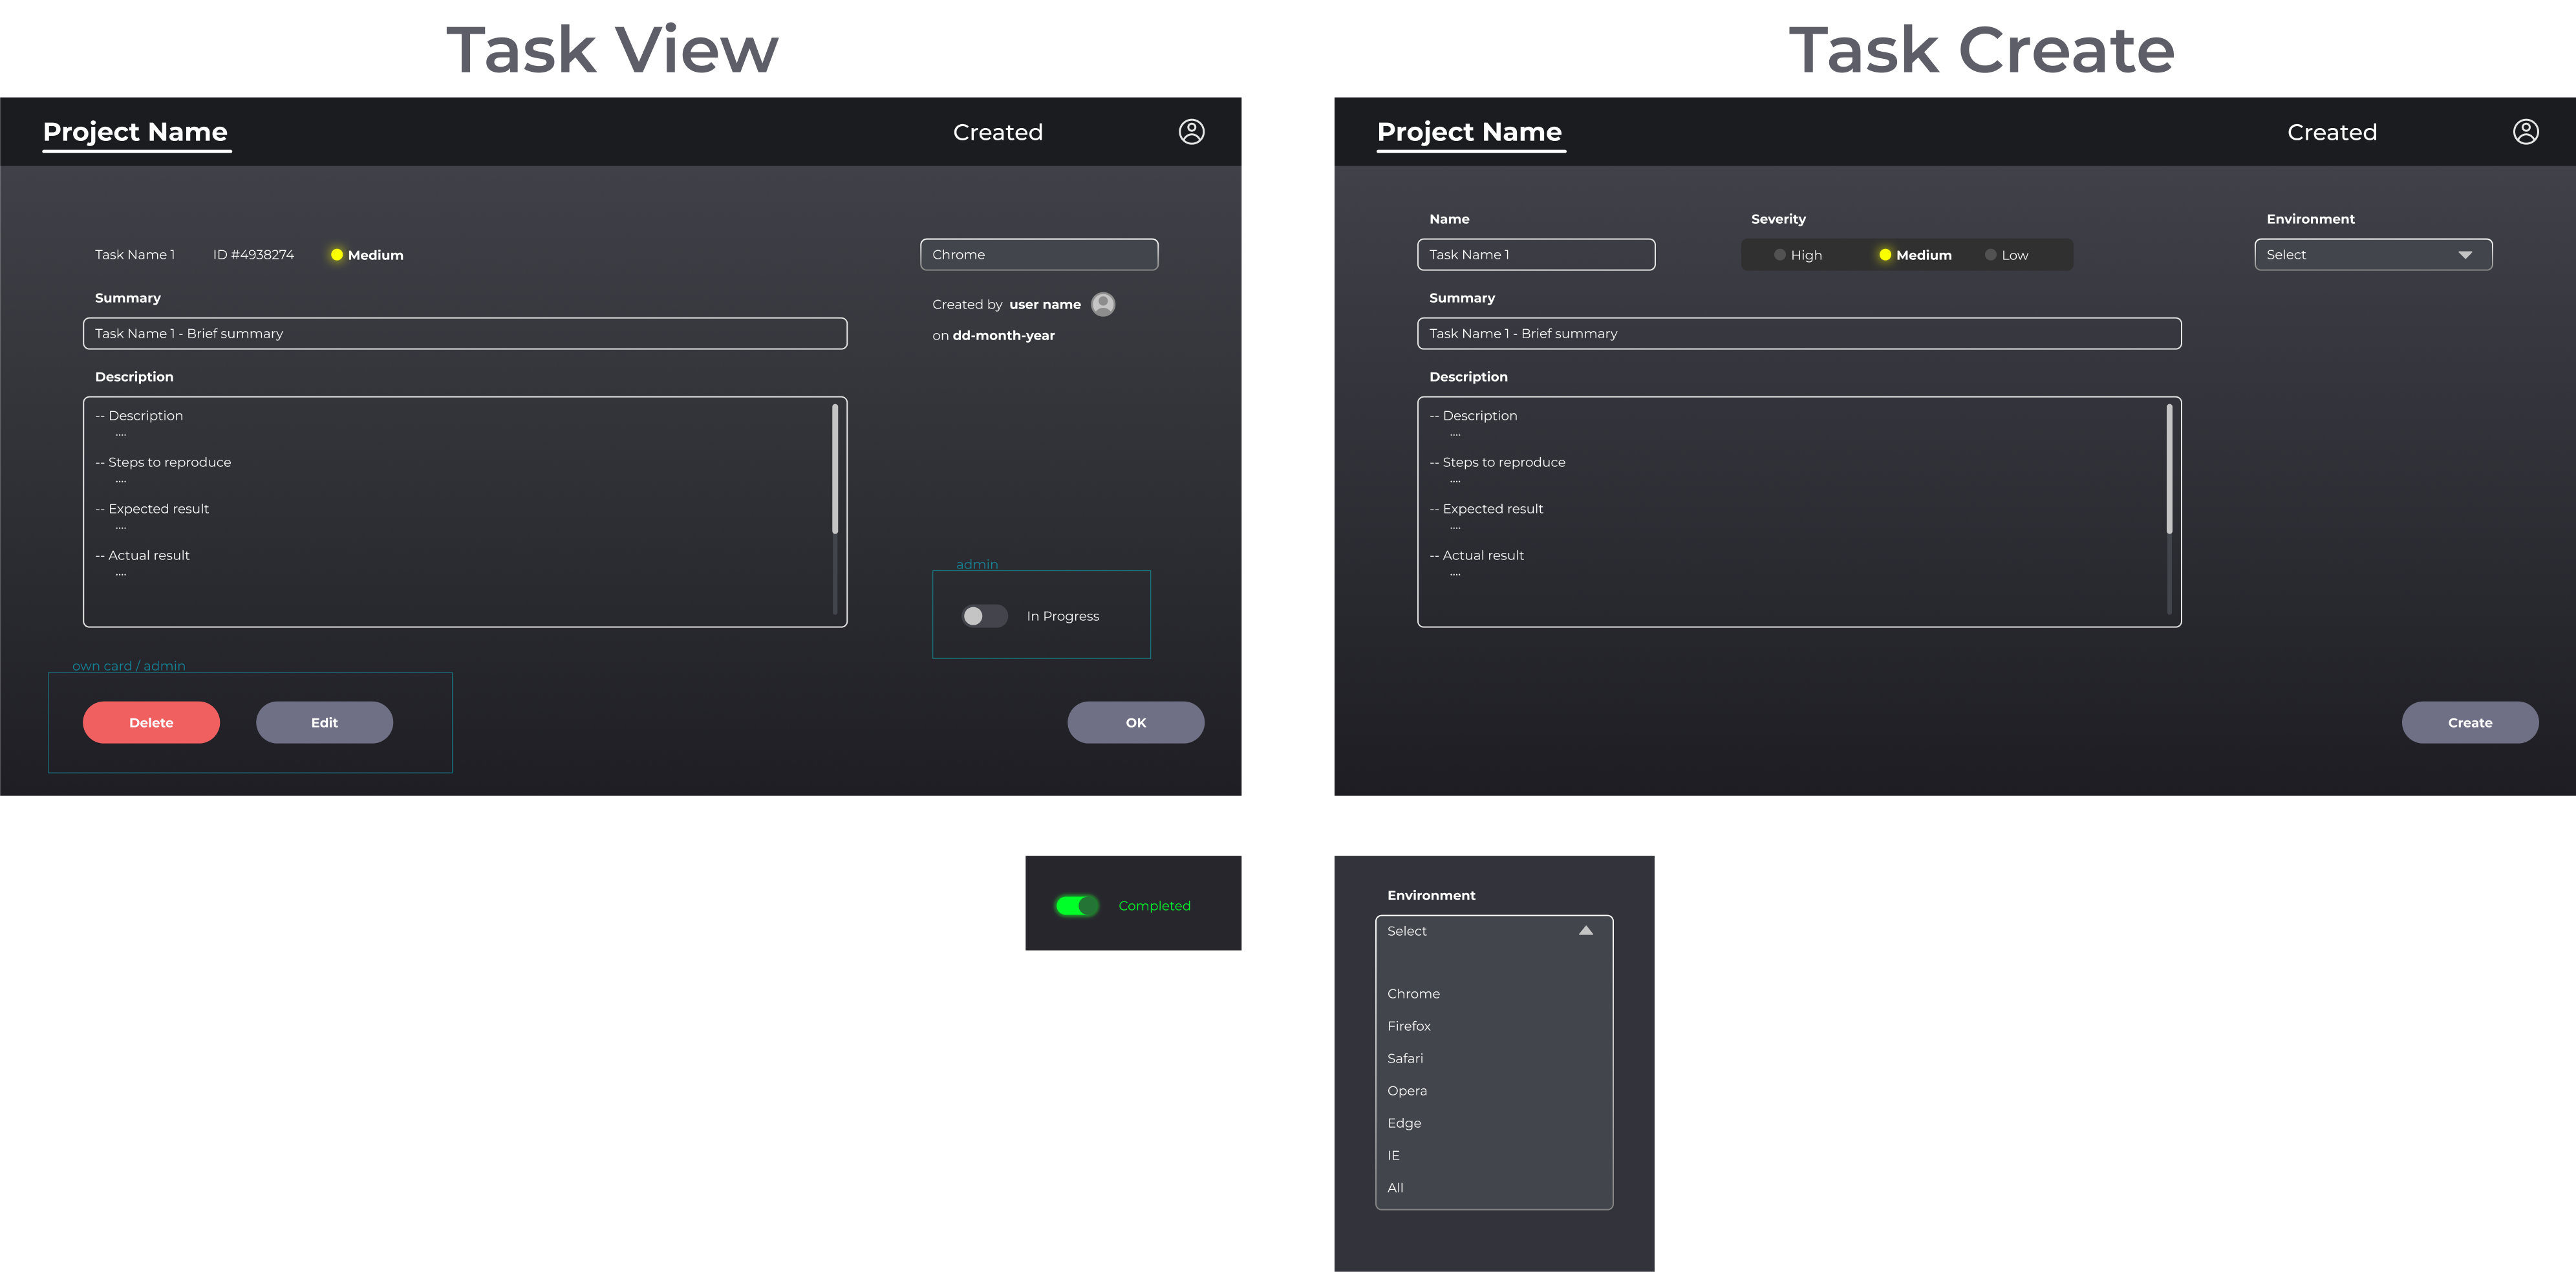 Task View
Project Name
Created
Task Name 1
ID #4938274
Medium
Chrome
Summary
Task Name 1 - Brief summary
Created by user name
on dd-month-year
Description
-- Description
....
-- Steps to reproduce
....
-- Expected result
....
-- Actual result
....
admin
In Progress
own card / admin
Delete
Edit
OK
Completed
Task Create
Project Name
Created
Name
Severity
Environment
Task Name 1
High
Medium
Low
Select
Summary
Task Name 1 - Brief summary
Description
-- Description
....
-- Steps to reproduce
....
-- Expected result
....
-- Actual result
....
Create
Environment
Select
Chrome
Firefox
Safari
Opera
Edge
IE
All